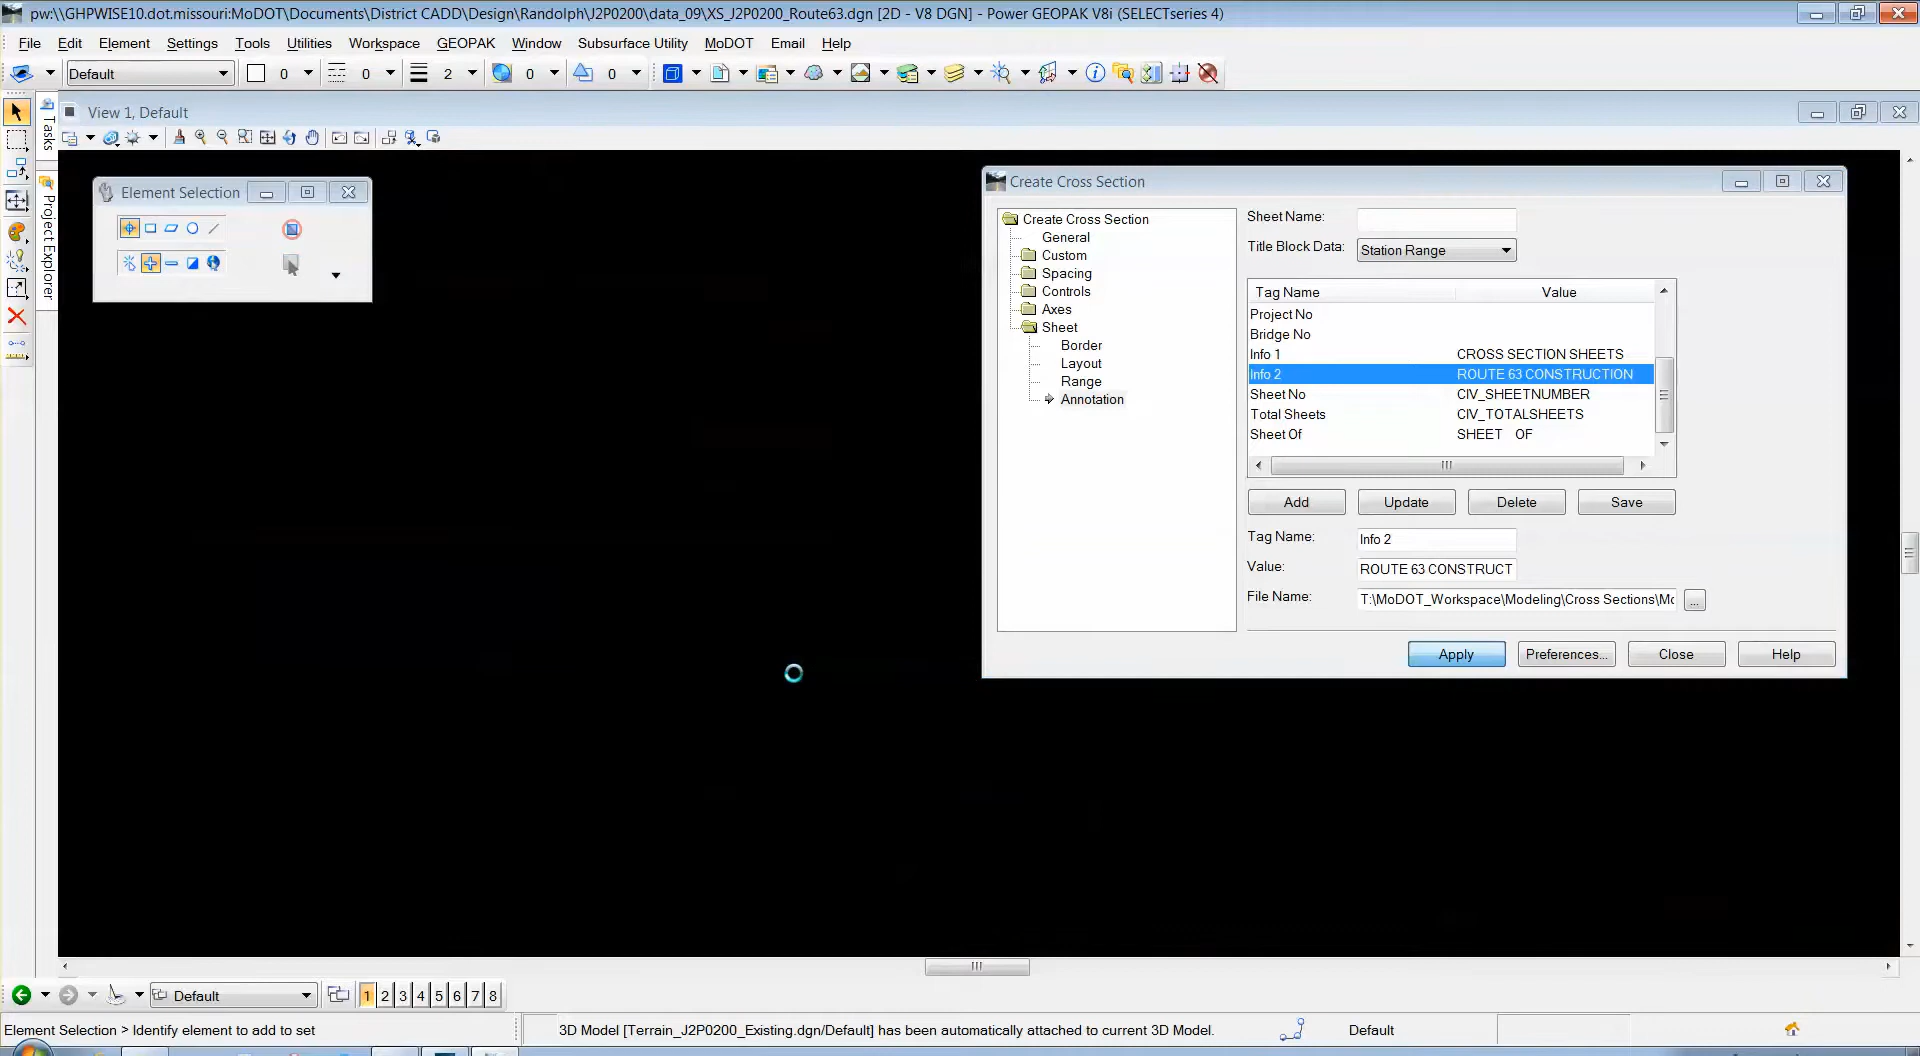 pw:\\GHPWISE10.dot.missouri:MoDOT\Documents\District CADD\Design\Randolph\J2P0200\data_09\XS_J2P0200_Route63.dgn [2D - V8 DGN] - Power GEOPAK V8i (SELECTseries 4)
File Edit Element Settings Tools Utilities Workspace GEOPAK Window Subsurface Utility MoDOT Email Help
Default 0 0 2 0 0
View 1, Default
Tasks
Project Explorer
Element Selection
Create Cross Section
Create Cross Section
General
Custom
Spacing
Controls
Axes
Sheet
Border
Layout
Range
Annotation
Sheet Name:
Title Block Data: Station Range
Tag Name Value
Project No
Bridge No
Info 1 CROSS SECTION SHEETS
Info 2 ROUTE 63 CONSTRUCTION
Sheet No CIV_SHEETNUMBER
Total Sheets CIV_TOTALSHEETS
Sheet Of SHEET OF
Add Update Delete Save
Tag Name: Info 2
Value: ROUTE 63 CONSTRUCT
File Name: T:\MoDOT_Workspace\Modeling\Cross Sections\Mc
...
Apply Preferences... Close Help
Default 1 2 3 4 5 6 7 8
Element Selection > Identify element to add to set 3D Model [Terrain_J2P0200_Existing.dgn/Default] has been automatically attached to current 3D Model. Default